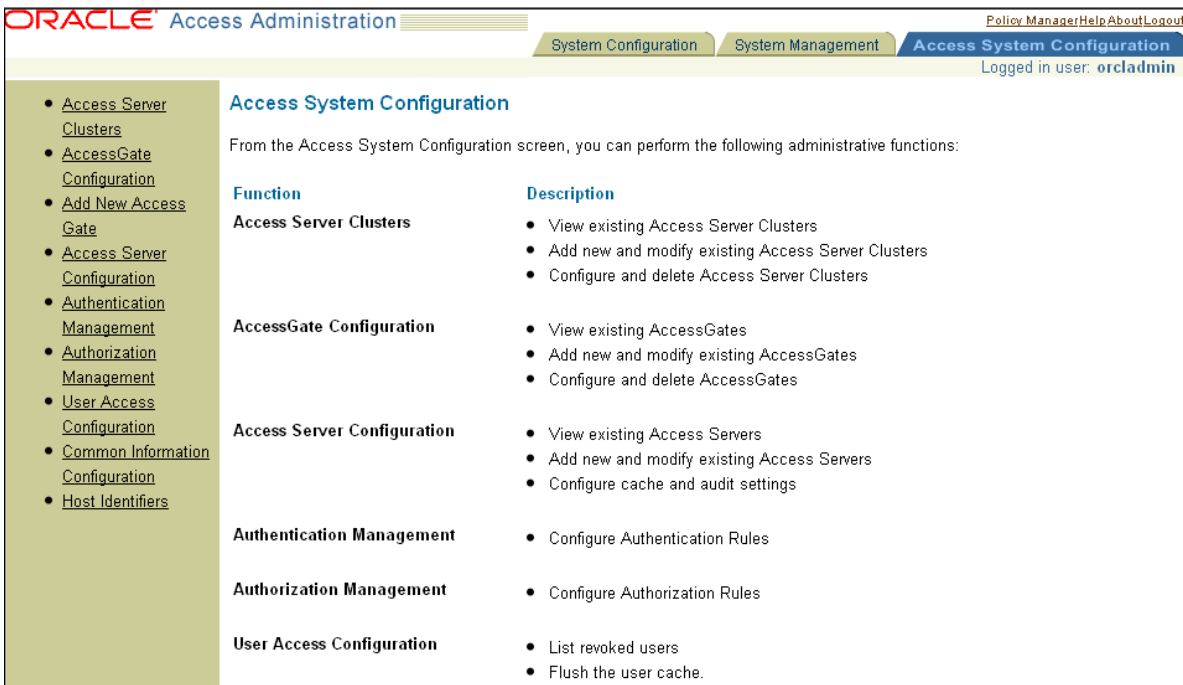 ORACLE Access Administration
Policy Manager Help About Logout
System Configuration
System Management
Access System Configuration
Logged in user: orcladmin
Access Server
Clusters
AccessGate
Configuration
Add New Access
Gate
Access Server
Configuration
Authentication
Management
Authorization
Management
User Access
Configuration
Common Information
Configuration
Host Identifiers
Access System Configuration
From the Access System Configuration screen, you can perform the following administrative functions:
Function Description
Access Server Clusters
View existing Access Server Clusters
Add new and modify existing Access Server Clusters
Configure and delete Access Server Clusters
AccessGate Configuration
View existing AccessGates
Add new and modify existing AccessGates
Configure and delete AccessGates
Access Server Configuration
View existing Access Servers
Add new and modify existing Access Servers
Configure cache and audit settings
Authentication Management
Configure Authentication Rules
Authorization Management
Configure Authorization Rules
User Access Configuration
List revoked users
Flush the user cache.